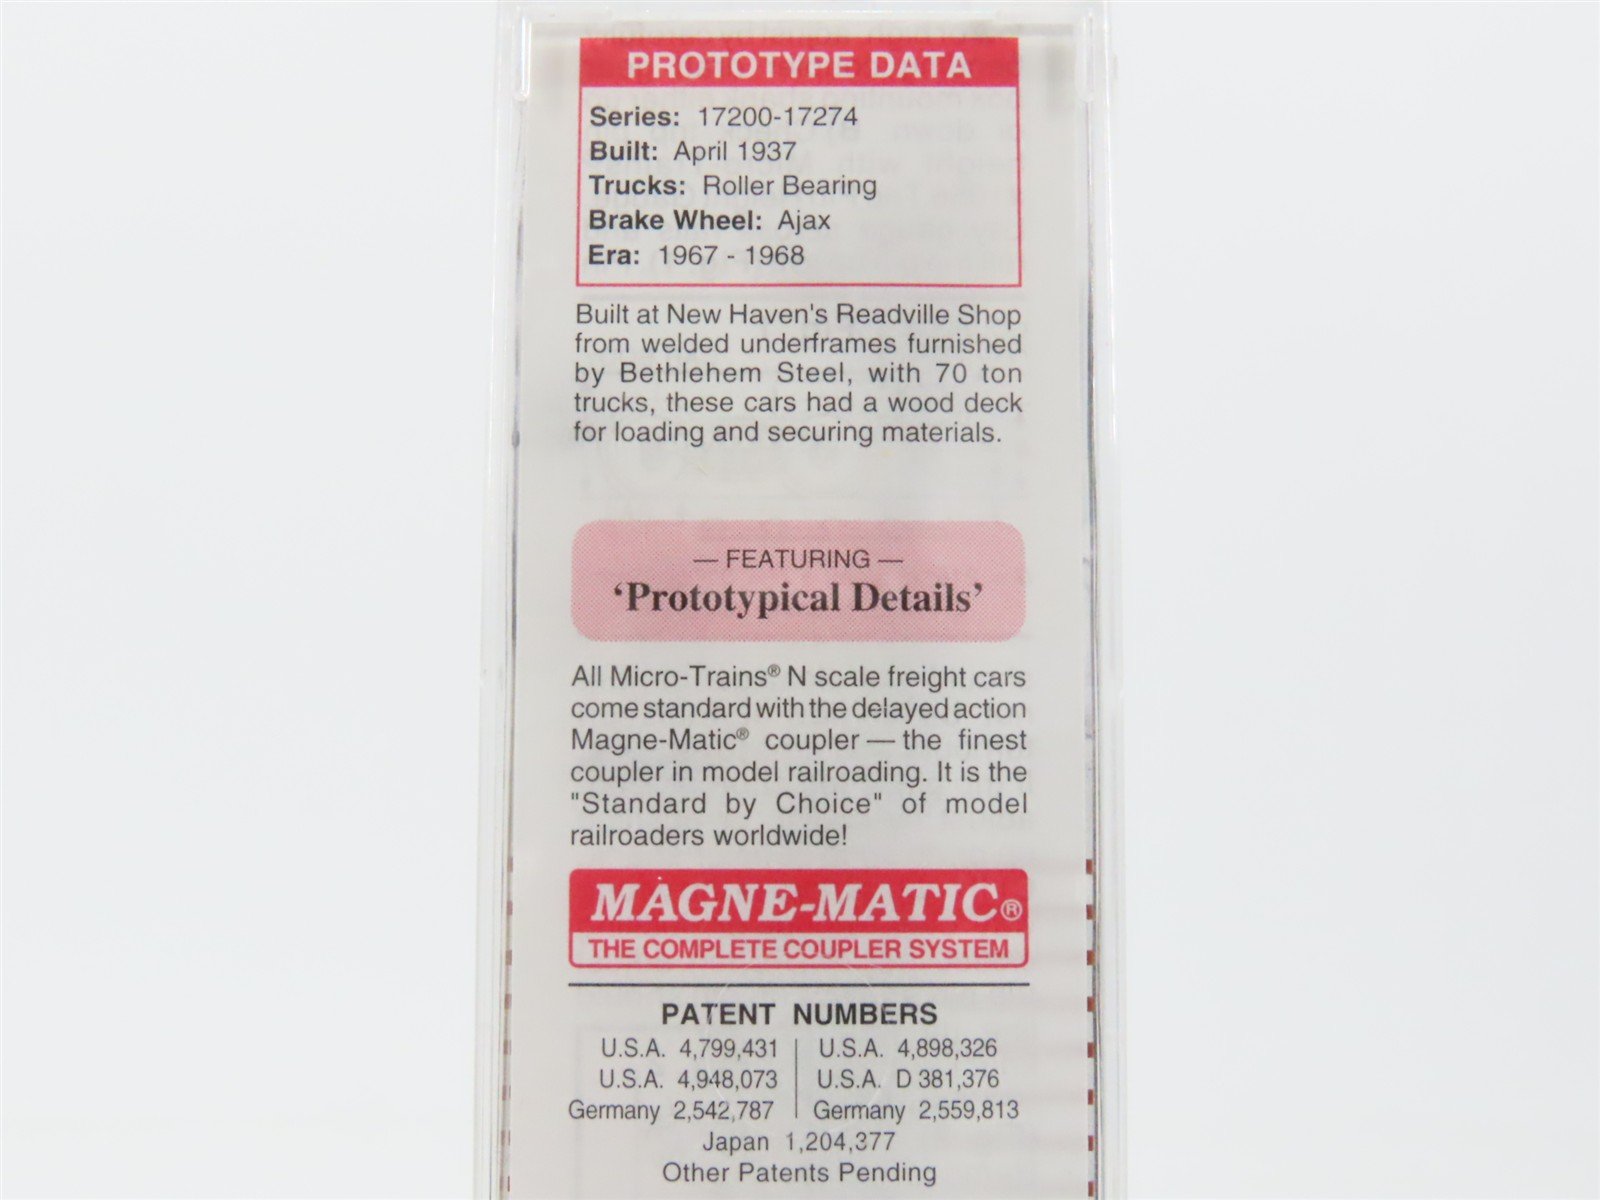 PROTOTYPE DATA
Series: 17200-17274
Built: April 1937
Trucks: Roller Bearing
Brake Wheel: Ajax
Era: 1967 - 1968
Built at New Haven's Readville Shop
from welded underframes furnished
by Bethlehem Steel, with 70 ton
trucks, these cars had a wood deck
for loading and securing materials.
— FEATURING —
‘Prototypical Details’
All Micro-Trains® N scale freight cars
come standard with the delayed action
Magne-Matic® coupler — the finest
coupler in model railroading. It is the
"Standard by Choice" of model
railroaders worldwide!
MAGNE-MATIC®
THE COMPLETE COUPLER SYSTEM
PATENT NUMBERS
U.S.A. 4,799,431 | U.S.A. 4,898,326
U.S.A. 4,948,073 | U.S.A. D 381,376
Germany 2,542,787 | Germany 2,559,813
Japan 1,204,377
Other Patents Pending